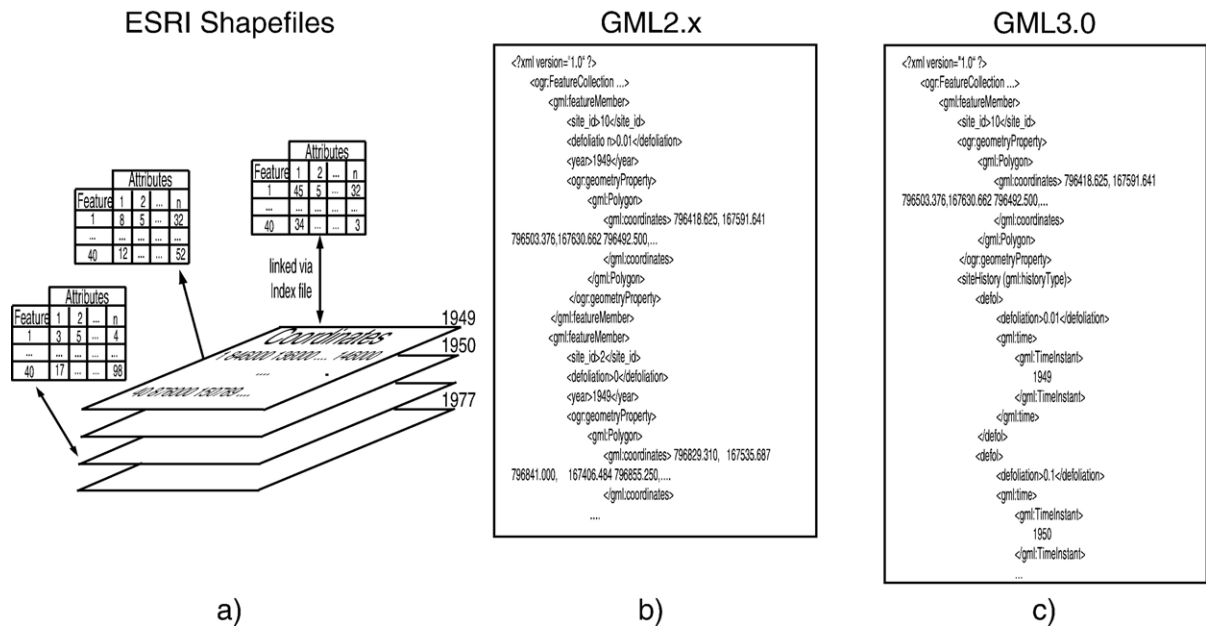 ESRI Shapefiles
Attributes
Feature 1 2 ... n
1 45 5 ... 32
... ... ... ...
40 34 ... ... 3
Attributes
Feature 1 2 ... n
1 8 5 ... 32
... ... ... ...
40 12 ... ... 52
linked via
Index file
Attributes
Feature 1 2 ... n
1 3 5 ... 4
... ... ... ...
40 17 ... ... 98
1949
1950
1977
Coordinates
1 846000 136000.... 146000
....
40 876000 150789....
a)
GML2.x
<?xml version='1.0" ?>
<ogr:FeatureCollection ...>
<gml:featureMember>
<site_id>10</site_id>
<defoliatio n>0.01</defoliation>
<year>1949</year>
<ogr:geometryProperty>
<gml:Polygon>
<gml:coordinates> 796418.625, 167591.641
796503.376,167630.662 796492.500,...
</gml:coordinates>
</gml:Polygon>
</ogr:geometryProperty>
</gml:featureMember>
<gml:featureMember>
<site_id>2</site_id>
<defoliation>0</defoliation>
<year>1949</year>
<ogr:geometryProperty>
<gml:Polygon>
<gml:coordinates> 796829.310, 167535.687
796841.000, 167406.484 796855.250,....
</gml:coordinates>
....
b)
GML3.0
<?xml version="1.0" ?>
<ogr:FeatureCollection ...>
<gml:featureMember>
<site_id>10</site_id>
<ogr:geometryProperty>
<gml:Polygon>
<gml:coordinates> 796418.625, 167591.641
796503.376,167630.662 796492.500,...
</gml:coordinates>
</gml:Polygon>
</ogr:geometryProperty>
<siteHistory (gml:historyType)>
<defol>
<defoliation>0.01</defoliation>
<gml:time>
<gml:TimeInstant>
1949
</gml:TimeInstant>
</gml:time>
</defol>
<defol>
<defoliation>0.1</defoliation>
<gml:time>
<gml:TimeInstant>
1950
</gml:TimeInstant>
...
c)